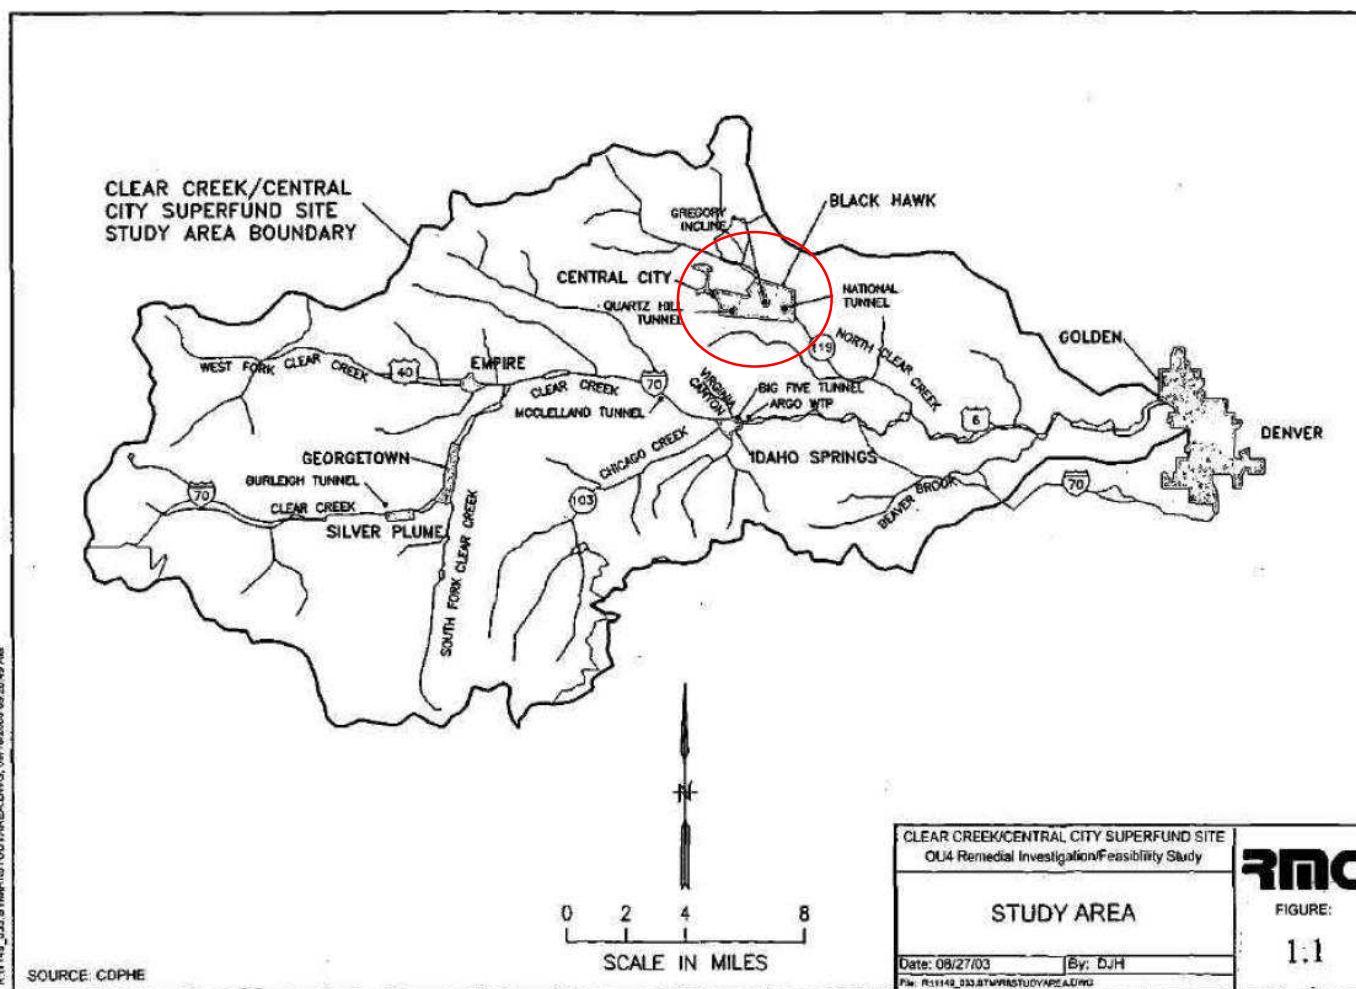 CLEAR CREEK/CENTRAL
CITY SUPERFUND SITE
STUDY AREA BOUNDARY
GREGORY
INCLINE
BLACK HAWK
CENTRAL CITY
QUARTZ HILL
TUNNEL
NATIONAL
TUNNEL
GOLDEN
WEST FORK CLEAR CREEK
40
EMPIRE
CLEAR CREEK
70
MCCLELLAND TUNNEL
VIRGINIA
CANYON
BIG FIVE TUNNEL
ARGO WTP
119
NORTH CLEAR CREEK
6
DENVER
GEORGETOWN
BURLEIGH TUNNEL
70
CLEAR CREEK
SILVER PLUME
SOUTH FORK CLEAR CREEK
CHICAGO CREEK
103
IDAHO SPRINGS
BEAVER BROOK
70
N
0 2 4 8
SCALE IN MILES
SOURCE: CDPHE
CLEAR CREEK/CENTRAL CITY SUPERFUND SITE
OU4 Remedial Investigation/Feasibility Study
STUDY AREA
Date: 08/27/03 By: DJH
RMC
FIGURE:
1.1